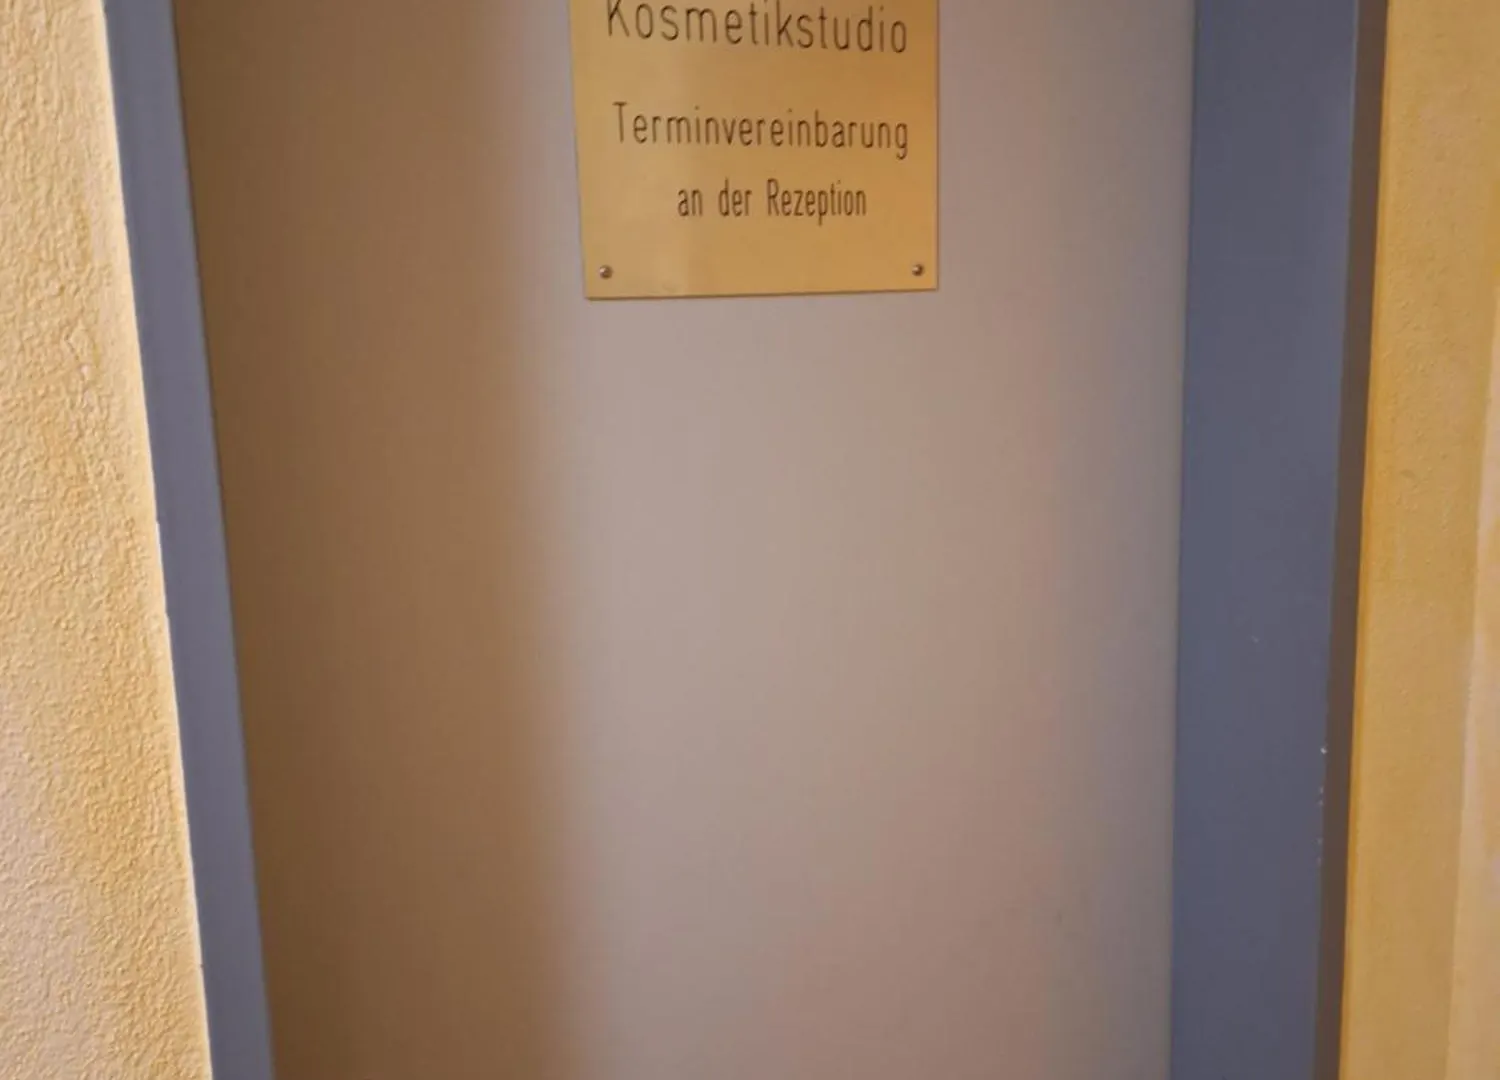 Kosmetikstudio
Terminvereinbarung
an der Rezeption